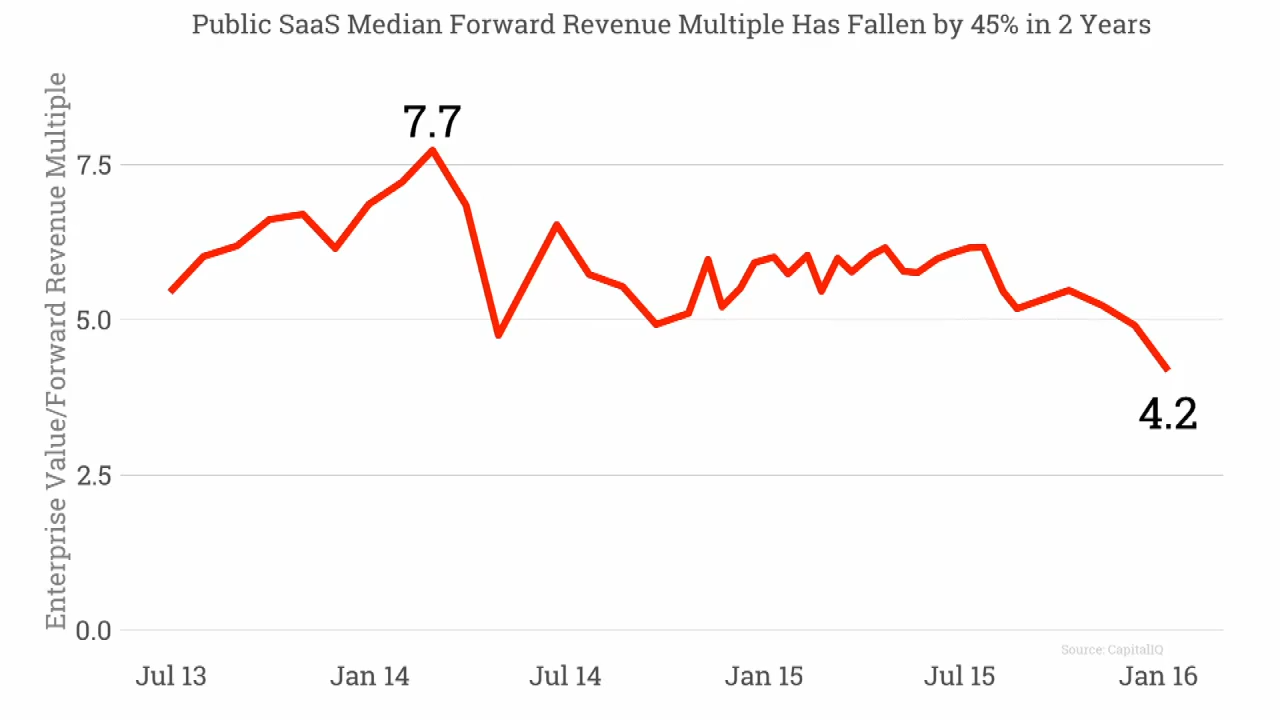 Public SaaS Median Forward Revenue Multiple Has Fallen by 45% in 2 Years
Enterprise Value/Forward Revenue Multiple
7.7
7.5
5.0
4.2
2.5
0.0
Source: CapitalIQ
Jul 13 Jan 14 Jul 14 Jan 15 Jul 15 Jan 16